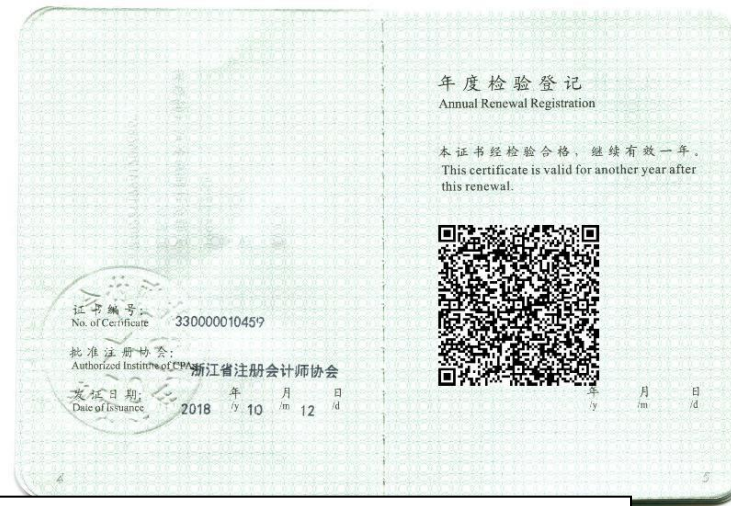 证书编号:
No. of Certificate
330000010459
批准注册协会:
Authorized Institute of CPAs
浙江省注册会计师协会
发证日期:
Date of Issuance
2018 年 /y 10 月 /m 12 日 /d
4
年度检验登记
Annual Renewal Registration
本证书经检验合格，继续有效一年。
This certificate is valid for another year after
this renewal.
年 月 日
/y /m /d
5